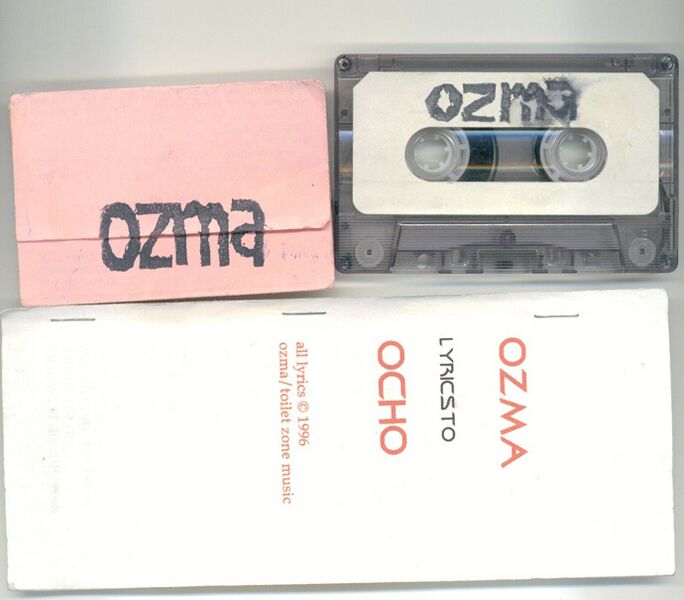 ozma
ozma
OZMA
LYRICS TO
OCHO
all lyrics © 1996
ozma/toilet zone music